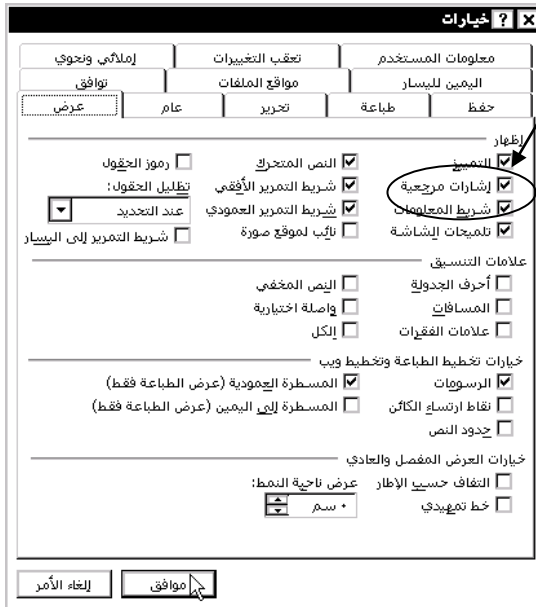 خيارات
معلومات المستخدم تعقب التغييرات إملائي ونحوي
اليمين لليسار مواقع الملفات توافق
حفظ طباعة تحرير عام عرض
إظهار
التمييز النص المتحرك رموز الحقول
إشارات مرجعية شريط التمرير الأفقي تظليل الحقول:
شريط المعلومات شريط التمرير العمودي عند التحديد
تلميحات الشاشة نائب لموقع صورة شريط التمرير إلى اليسار
علامات التنسيق
أحرف الجدولة النص المخفي
المسافات واصلة اختيارية
علامات الفقرات الكل
خيارات تخطيط الطباعة وتخطيط ويب
الرسومات المسطرة العمودية (عرض الطباعة فقط)
نقاط ارتساء الكائن المسطرة إلى اليمين (عرض الطباعة فقط)
حدود النص
خيارات العرض المفصل والعادي
التفاف حسب الإطار عرض ناحية النمط:
خط تمهيدي ٠ سم
موافق إلغاء الأمر